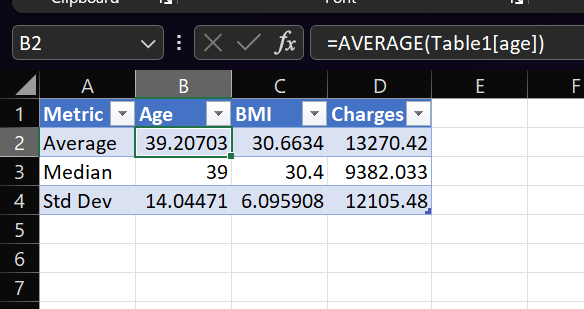 Clipboard Font
B2 fx =AVERAGE(Table1[age])
A B C D E F
1 Metric Age BMI Charges
2 Average 39.20703 30.6634 13270.42
3 Median 39 30.4 9382.033
4 Std Dev 14.04471 6.095908 12105.48
5
6
7